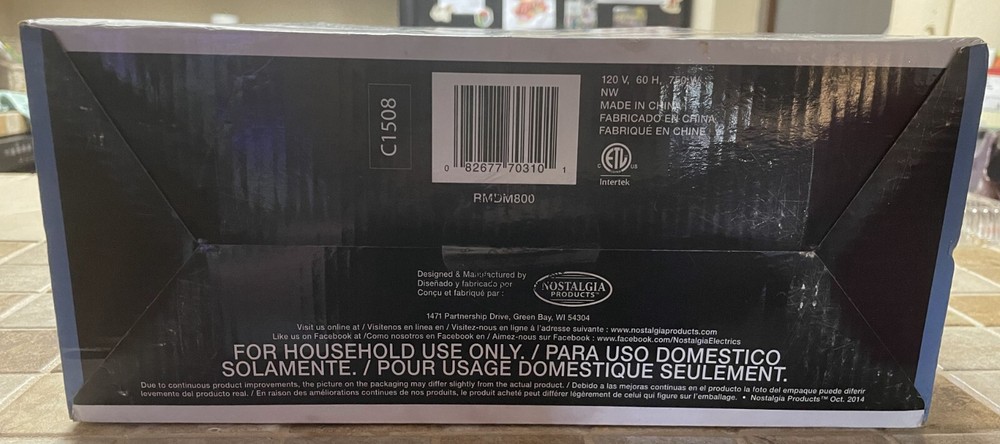 C1508
0 82677 70310 1
RMDM800
120 V, 60 H, 750 W
NW
MADE IN CHINA
FABRICADO EN CHINA
FABRIQUE EN CHINE
C ETL US
Intertek
Designed & Manufactured by
Diseñado y fabricado por
Conçu et fabriqué par :
NOSTALGIA
PRODUCTS™
1471 Partnership Drive, Green Bay, WI 54304
Visit us online at / Visitenos en linea en / Visitez-nous en ligne à l'adresse suivante : www.nostalgiaproducts.com
Like us on Facebook at /Como nosotros en Facebook en / Aimez-nous sur Facebook : www.facebook.com/NostalgiaElectrics
FOR HOUSEHOLD USE ONLY. / PARA USO DOMESTICO
SOLAMENTE. / POUR USAGE DOMESTIQUE SEULEMENT.
Due to continuous product improvements, the picture on the packaging may differ slightly from the actual product. / Debido a las mejoras continuas en el producto la foto del empaque puede diferir
levemente del producto real. / En raison des améliorations continues de nos produits, le produit acheté peut différer légèrement de celui qui figure sur l'emballage. • Nostalgia Products™ Oct. 2014